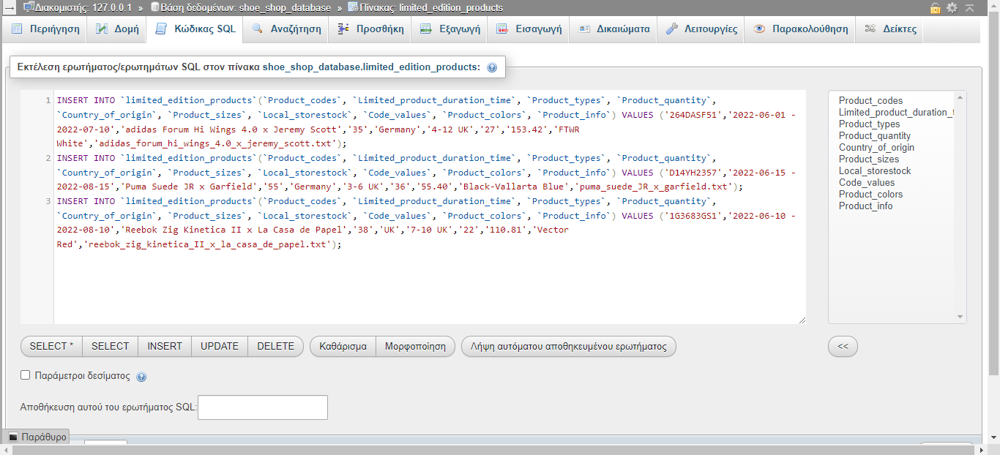 Διακομιστής: 127.0.0.1 » Βάση δεδομένων: shoe_shop_database » Πίνακας: limited_edition_products
Περιήγηση Δομή Κώδικας SQL Αναζήτηση Προσθήκη Εξαγωγή Εισαγωγή Δικαιώματα Λειτουργίες Παρακολούθηση Δείκτες
Εκτέλεση ερωτήματος/ερωτημάτων SQL στον πίνακα shoe_shop_database.limited_edition_products:
1 INSERT INTO `limited_edition_products`(`Product_codes`, `Limited_product_duration_time`, `Product_types`, `Product_quantity`,
`Country_of_origin`, `Product_sizes`, `Local_storestock`, `Code_values`, `Product_colors`, `Product_info`) VALUES ('264DASF51','2022-06-01 -
2022-07-10','adidas Forum Hi Wings 4.0 x Jeremy Scott','35','Germany','4-12 UK','27','153.42','FTWR
White','adidas_forum_hi_wings_4.0_x_jeremy_scott.txt');
2 INSERT INTO `limited_edition_products`(`Product_codes`, `Limited_product_duration_time`, `Product_types`, `Product_quantity`,
`Country_of_origin`, `Product_sizes`, `Local_storestock`, `Code_values`, `Product_colors`, `Product_info`) VALUES ('D14YH2357','2022-06-15 -
2022-08-15','Puma Suede JR x Garfield','55','Germany','3-6 UK','36','55.40','Black-Vallarta Blue','puma_suede_JR_x_garfield.txt');
3 INSERT INTO `limited_edition_products`(`Product_codes`, `Limited_product_duration_time`, `Product_types`, `Product_quantity`,
`Country_of_origin`, `Product_sizes`, `Local_storestock`, `Code_values`, `Product_colors`, `Product_info`) VALUES ('1G3683GS1','2022-06-10 -
2022-08-10','Reebok Zig Kinetica II x La Casa de Papel','38','UK','7-10 UK','22','110.81','Vector
Red','reebok_zig_kinetica_II_x_la_casa_de_papel.txt');
Product_codes
Limited_product_duration_t
Product_types
Product_quantity
Country_of_origin
Product_sizes
Local_storestock
Code_values
Product_colors
Product_info
SELECT * SELECT INSERT UPDATE DELETE Καθάρισμα Μορφοποίηση Λήψη αυτόματου αποθηκευμένου ερωτήματος <<
Παράμετροι δεσίματος
Αποθήκευση αυτού του ερωτήματος SQL:
Παράθυρο